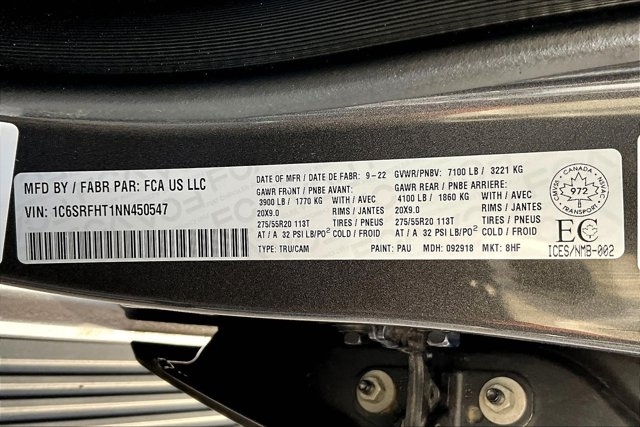 MFD BY / FABR PAR: FCA US LLC
VIN: 1C6SRFHT1NN450547
DATE OF MFR / DATE DE FABR: 9-22 GVWR/PNBV: 7100 LB / 3221 KG
GAWR FRONT / PNBE AVANT: GAWR REAR / PNBE ARRIERE:
3900 LB / 1770 KG WITH / AVEC 4100 LB / 1860 KG WITH / AVEC
20X9.0 RIMS / JANTES 20X9.0 RIMS / JANTES
275/55R20 113T TIRES / PNEUS 275/55R20 113T TIRES / PNEUS
AT / A 32 PSI LB/PO² COLD / FROID AT / A 32 PSI LB/PO² COLD / FROID
TYPE: TRU/CAM PAINT: PAU MDH: 092918 MKT: 8HF
CMVSS CANADA NSVAC
972
EC
ICES/NMB-002